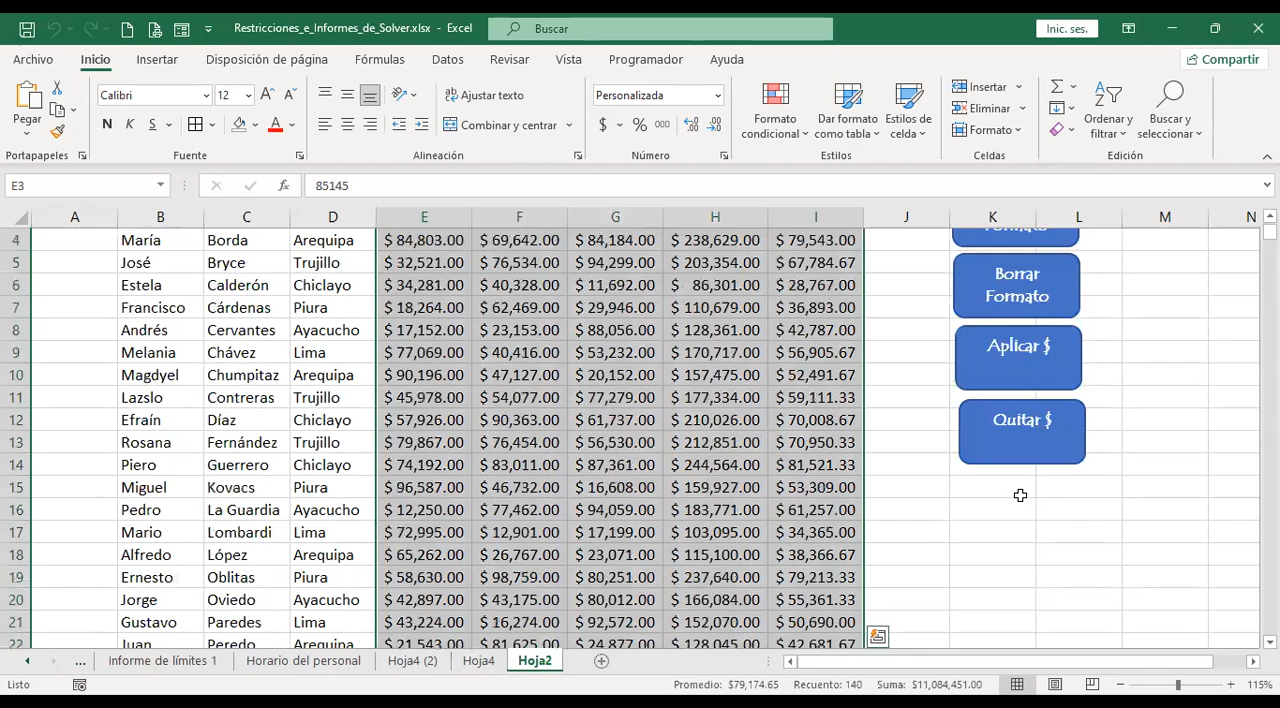 Restricciones_e_Informes_de_Solver.xlsx - Excel
Buscar
Inic. ses.
Archivo Inicio Insertar Disposición de página Fórmulas Datos Revisar Vista Programador Ayuda Compartir
Pegar
Calibri 12
N K S
Ajustar texto
Combinar y centrar
Personalizada
$ % 000
Formato condicional
Dar formato como tabla
Estilos de celda
Insertar
Eliminar
Formato
Ordenar y filtrar
Buscar y seleccionar
Portapapeles Fuente Alineación Número Estilos Celdas Edición
E3 fx 85145
A B C D E F G H I J K L M N
4 María Borda Arequipa $ 84,803.00 $ 69,642.00 $ 84,184.00 $ 238,629.00 $ 79,543.00
5 José Bryce Trujillo $ 32,521.00 $ 76,534.00 $ 94,299.00 $ 203,354.00 $ 67,784.67
6 Estela Calderón Chiclayo $ 34,281.00 $ 40,328.00 $ 11,692.00 $ 86,301.00 $ 28,767.00
7 Francisco Cárdenas Piura $ 18,264.00 $ 62,469.00 $ 29,946.00 $ 110,679.00 $ 36,893.00
8 Andrés Cervantes Ayacucho $ 17,152.00 $ 23,153.00 $ 88,056.00 $ 128,361.00 $ 42,787.00
9 Melania Chávez Lima $ 77,069.00 $ 40,416.00 $ 53,232.00 $ 170,717.00 $ 56,905.67
10 Magdyel Chumpitaz Arequipa $ 90,196.00 $ 47,127.00 $ 20,152.00 $ 157,475.00 $ 52,491.67
11 Lazslo Contreras Trujillo $ 45,978.00 $ 54,077.00 $ 77,279.00 $ 177,334.00 $ 59,111.33
12 Efraín Díaz Chiclayo $ 57,926.00 $ 90,363.00 $ 61,737.00 $ 210,026.00 $ 70,008.67
13 Rosana Fernández Trujillo $ 79,867.00 $ 76,454.00 $ 56,530.00 $ 212,851.00 $ 70,950.33
14 Piero Guerrero Chiclayo $ 74,192.00 $ 83,011.00 $ 87,361.00 $ 244,564.00 $ 81,521.33
15 Miguel Kovacs Piura $ 96,587.00 $ 46,732.00 $ 16,608.00 $ 159,927.00 $ 53,309.00
16 Pedro La Guardia Ayacucho $ 12,250.00 $ 77,462.00 $ 94,059.00 $ 183,771.00 $ 61,257.00
17 Mario Lombardi Lima $ 72,995.00 $ 12,901.00 $ 17,199.00 $ 103,095.00 $ 34,365.00
18 Alfredo López Arequipa $ 65,262.00 $ 26,767.00 $ 23,071.00 $ 115,100.00 $ 38,366.67
19 Ernesto Oblitas Piura $ 58,630.00 $ 98,759.00 $ 80,251.00 $ 237,640.00 $ 79,213.33
20 Jorge Oviedo Ayacucho $ 42,897.00 $ 43,175.00 $ 80,012.00 $ 166,084.00 $ 55,361.33
21 Gustavo Paredes Lima $ 43,224.00 $ 16,274.00 $ 92,572.00 $ 152,070.00 $ 50,690.00
22 Juan Peredo Arequipa $ 21,543.00 $ 81,625.00 $ 24,877.00 $ 128,045.00 $ 42,681.67
Formato
Borrar
Formato
Aplicar $
Quitar $
... Informe de límites 1 Horario del personal Hoja4 (2) Hoja4 Hoja2
Listo Promedio: $79,174.65 Recuento: 140 Suma: $11,084,451.00 115%